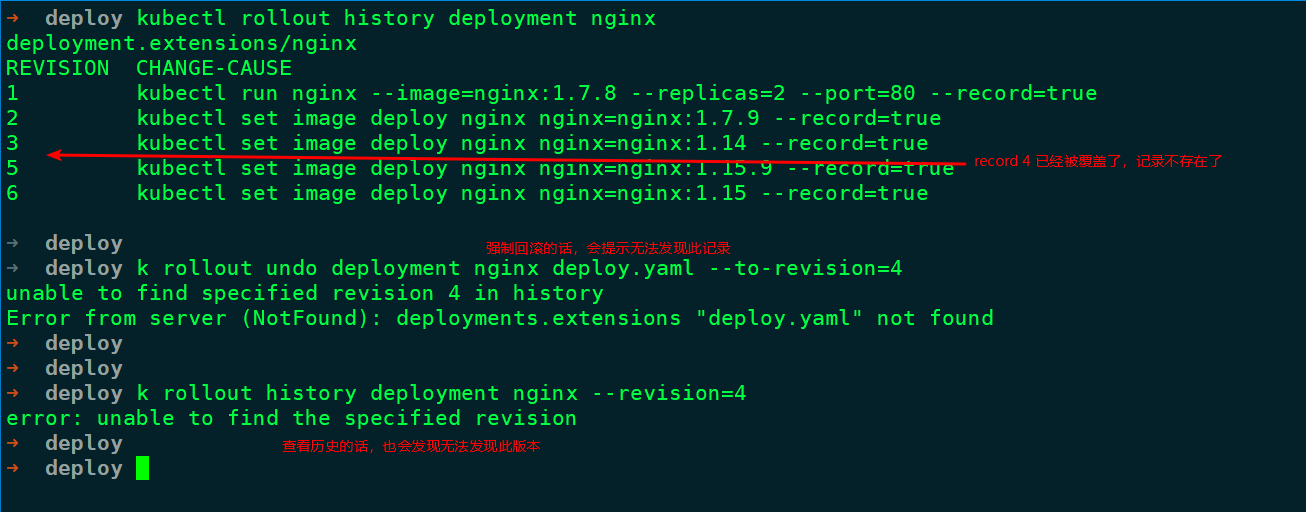 → deploy kubectl rollout history deployment nginx
deployment.extensions/nginx
REVISION CHANGE-CAUSE
1 kubectl run nginx --image=nginx:1.7.8 --replicas=2 --port=80 --record=true
2 kubectl set image deploy nginx nginx=nginx:1.7.9 --record=true
3 kubectl set image deploy nginx nginx=nginx:1.14 --record=true
record 4 已经被覆盖了，记录不存在了
5 kubectl set image deploy nginx nginx=nginx:1.15.9 --record=true
6 kubectl set image deploy nginx nginx=nginx:1.15 --record=true
→ deploy
强制回滚的话，会提示无法发现此记录
→ deploy k rollout undo deployment nginx deploy.yaml --to-revision=4
unable to find specified revision 4 in history
Error from server (NotFound): deployments.extensions "deploy.yaml" not found
→ deploy
→ deploy
→ deploy k rollout history deployment nginx --revision=4
error: unable to find the specified revision
→ deploy
查看历史的话，也会发现无法发现此版本
→ deploy